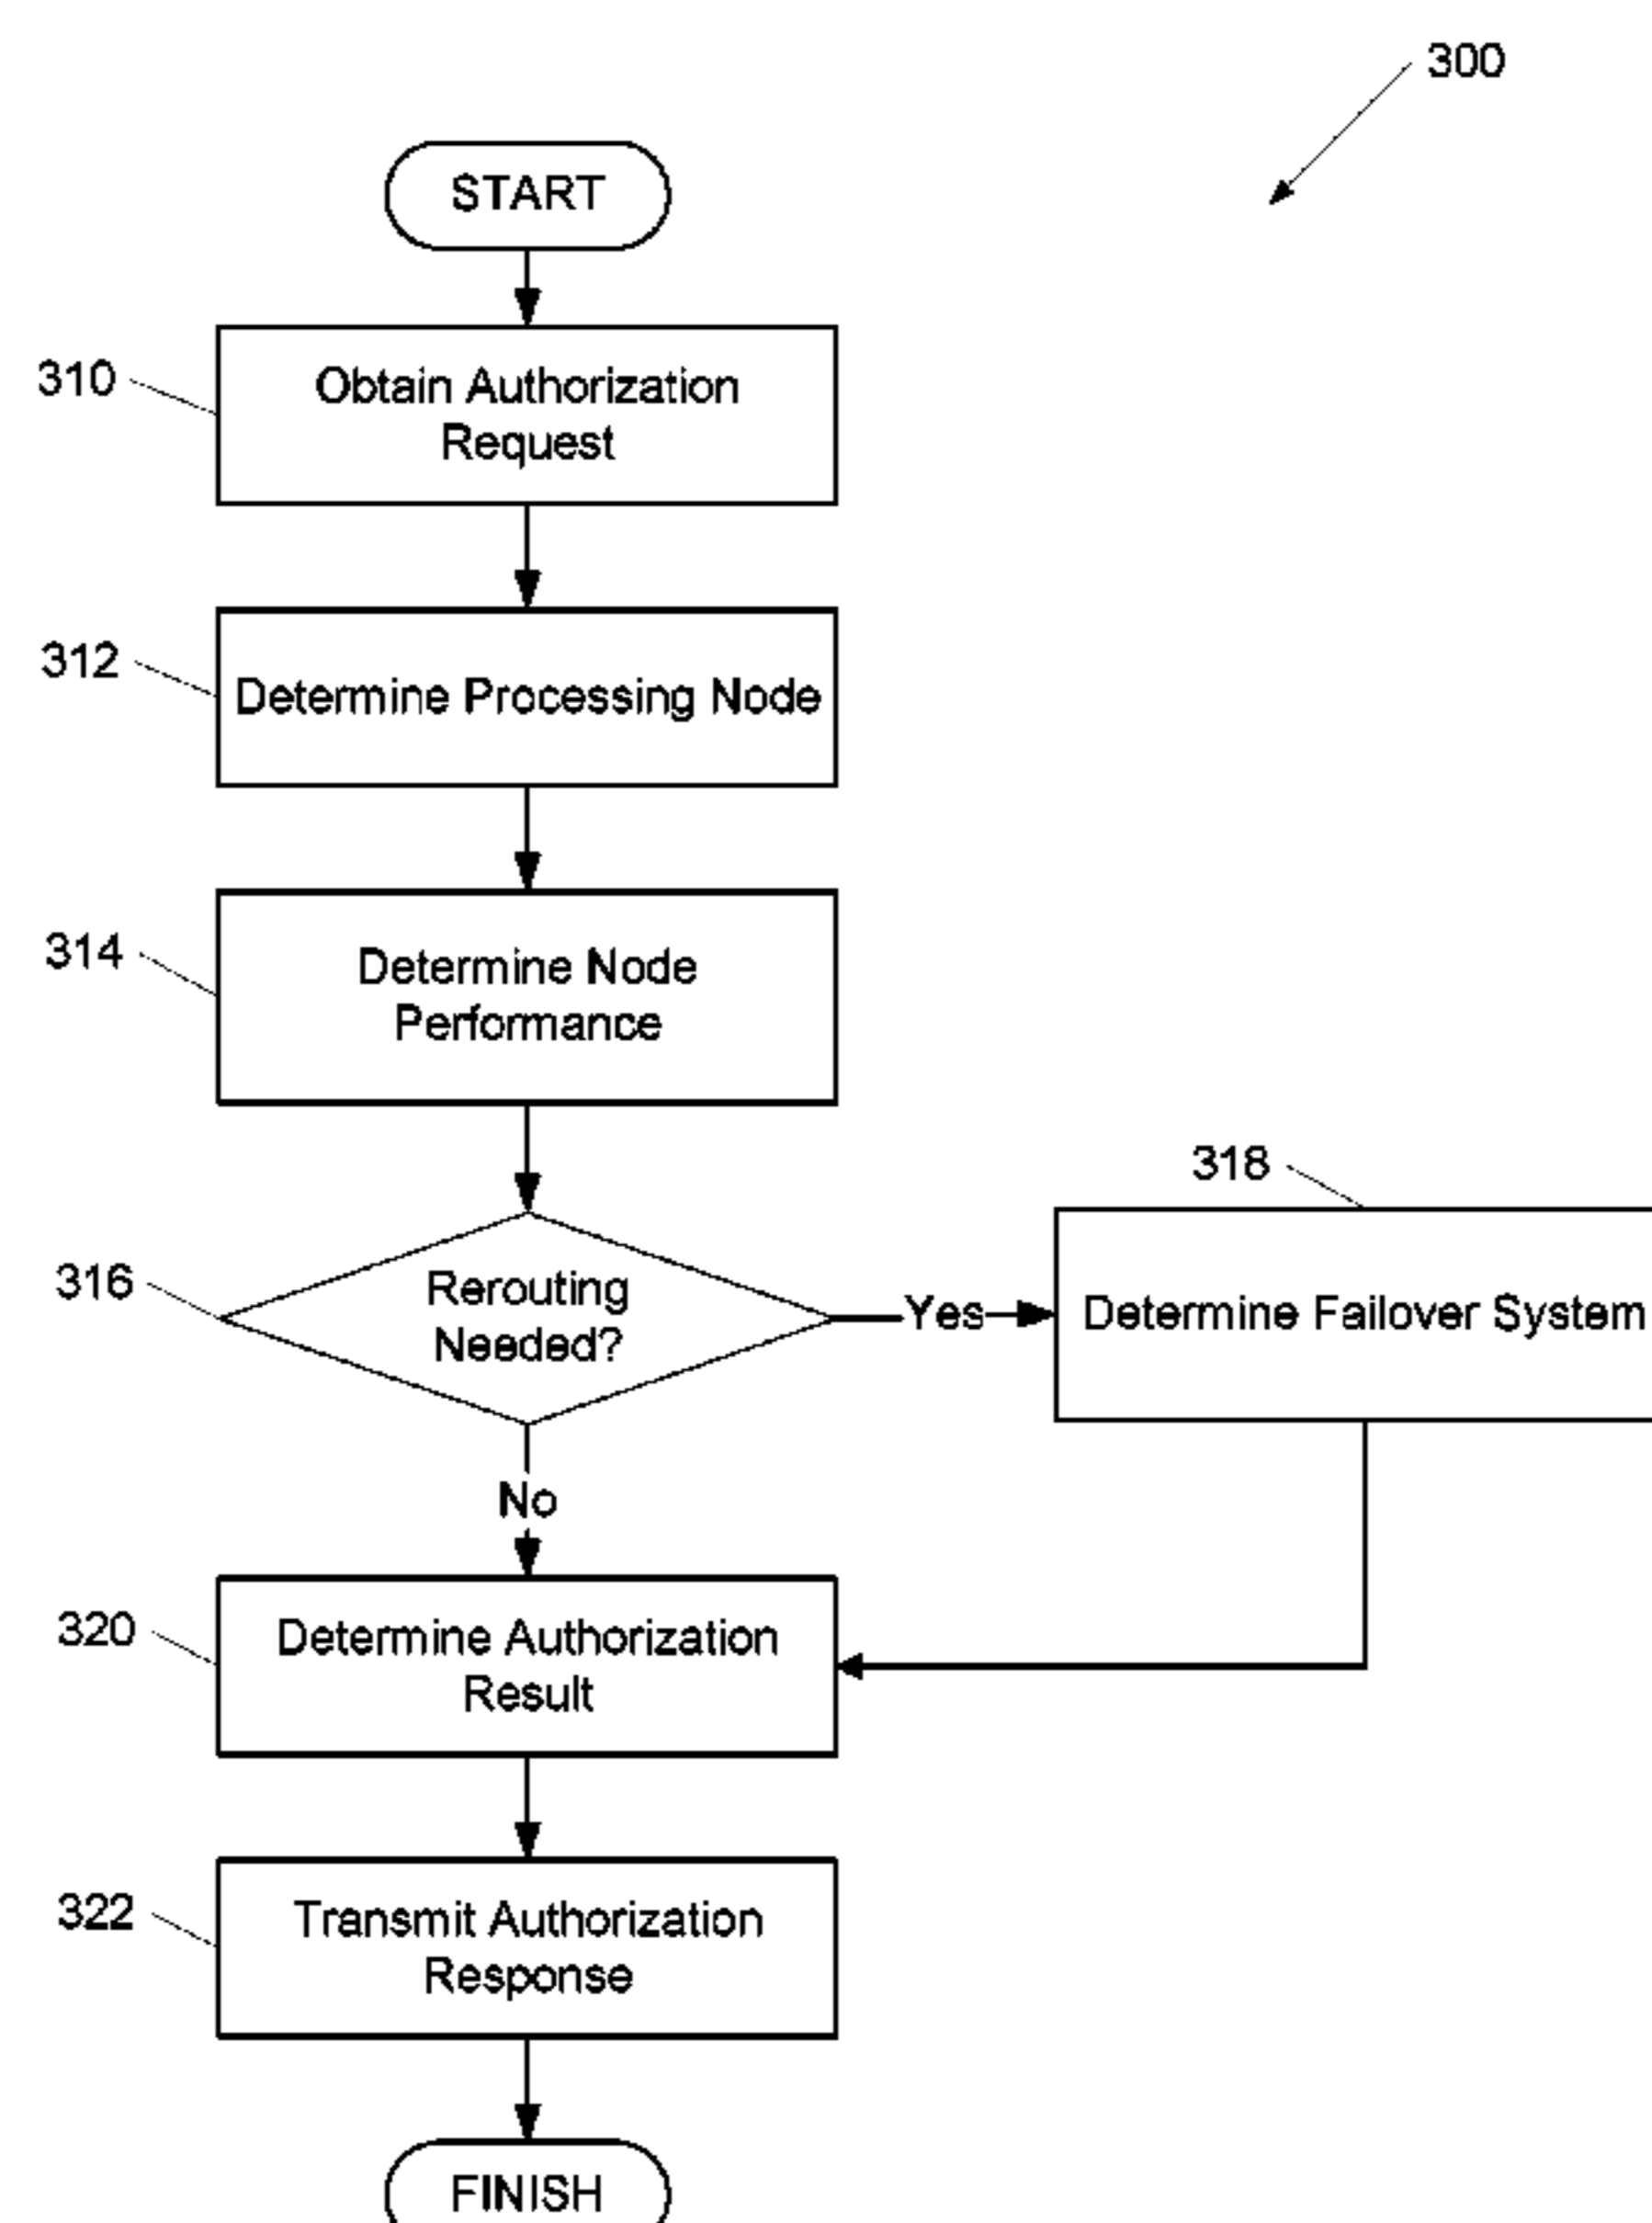 300
START
310
Obtain Authorization
Request
312
Determine Processing Node
314
Determine Node
Performance
316
Rerouting
Needed?
Yes
318
Determine Failover System
No
320
Determine Authorization
Result
322
Transmit Authorization
Response
FINISH